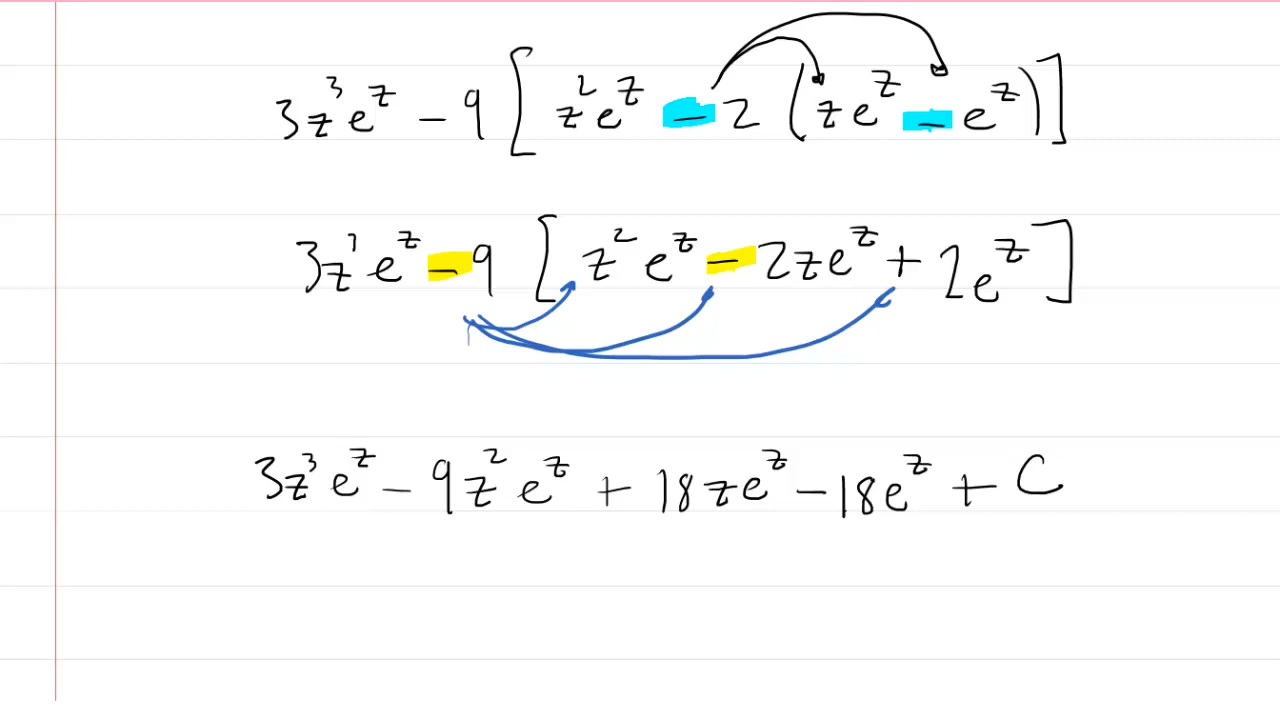 3z³e^z − 9[z²e^z − 2(ze^z − e^z)]
3z³e^z − 9[z²e^z − 2ze^z + 2e^z]
3z³e^z − 9z²e^z + 18ze^z − 18e^z + C